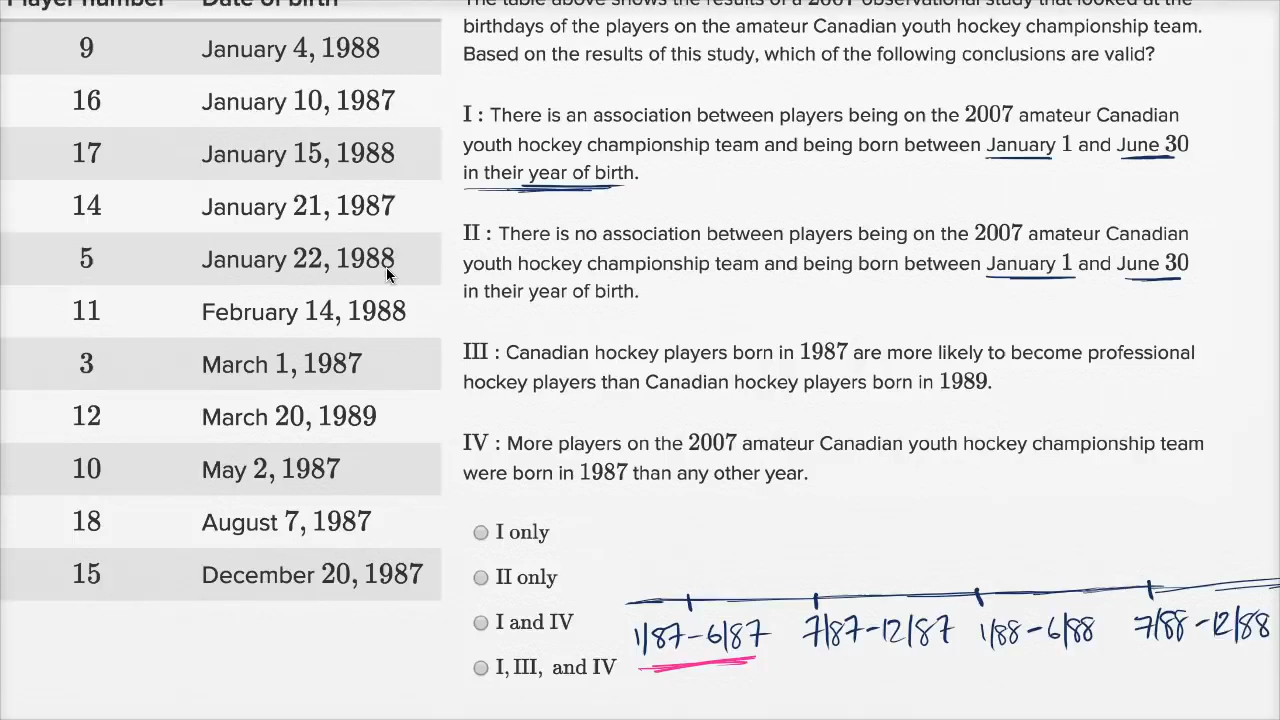 Player number Date of birth
The table above shows the results of a 2007 observational study that looked at the
birthdays of the players on the amateur Canadian youth hockey championship team.
Based on the results of this study, which of the following conclusions are valid?
9 January 4, 1988
16 January 10, 1987
17 January 15, 1988
14 January 21, 1987
5 January 22, 1988
11 February 14, 1988
3 March 1, 1987
12 March 20, 1989
10 May 2, 1987
18 August 7, 1987
15 December 20, 1987
I : There is an association between players being on the 2007 amateur Canadian
youth hockey championship team and being born between January 1 and June 30
in their year of birth.
II : There is no association between players being on the 2007 amateur Canadian
youth hockey championship team and being born between January 1 and June 30
in their year of birth.
III : Canadian hockey players born in 1987 are more likely to become professional
hockey players than Canadian hockey players born in 1989.
IV : More players on the 2007 amateur Canadian youth hockey championship team
were born in 1987 than any other year.
I only
II only
I and IV
I, III, and IV
1/87-6/87 7/87-12/87 1/88-6/88 7/88-12/88